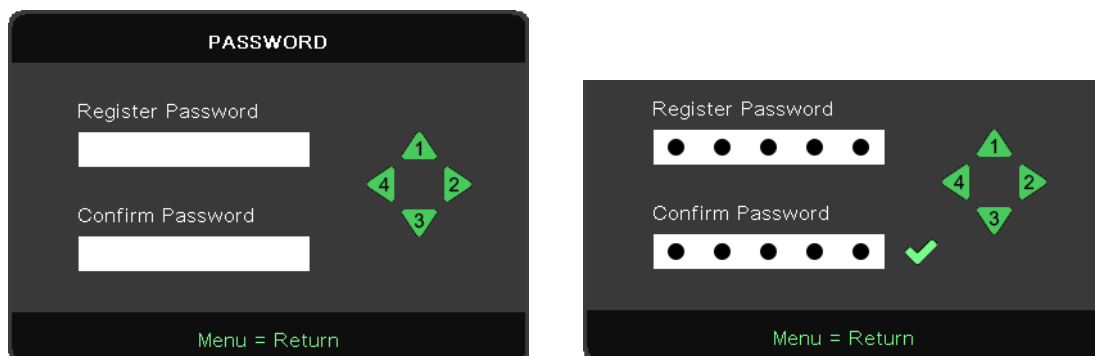 PASSWORD
Register Password
1
4 2
Confirm Password
3
Menu = Return
Register Password
1
4 2
Confirm Password
3
Menu = Return